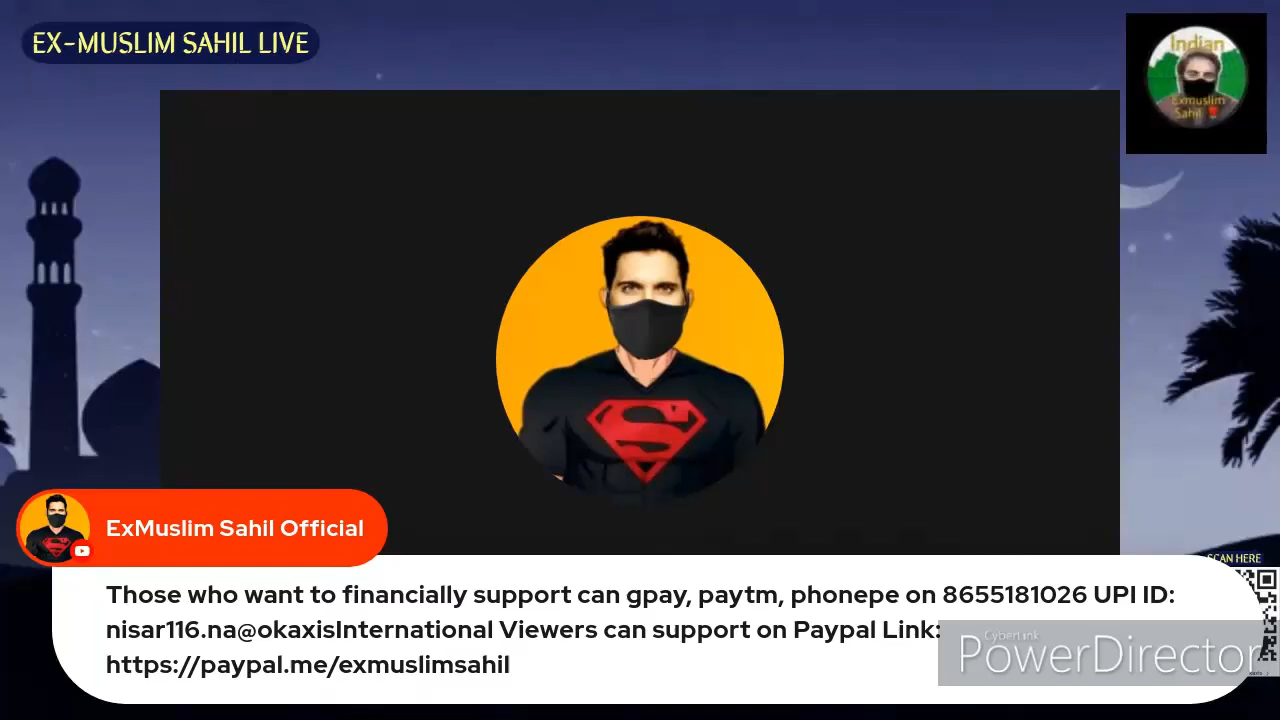 EX-MUSLIM SAHIL LIVE
Indian
Exmuslim
Sahil
SCAN HERE
ExMuslim Sahil Official
Those who want to financially support can gpay, paytm, phonepe on 8655181026 UPI ID:
nisar116.na@okaxisInternational Viewers can support on Paypal Link:
https://paypal.me/exmuslimsahil
CyberLink
PowerDirector